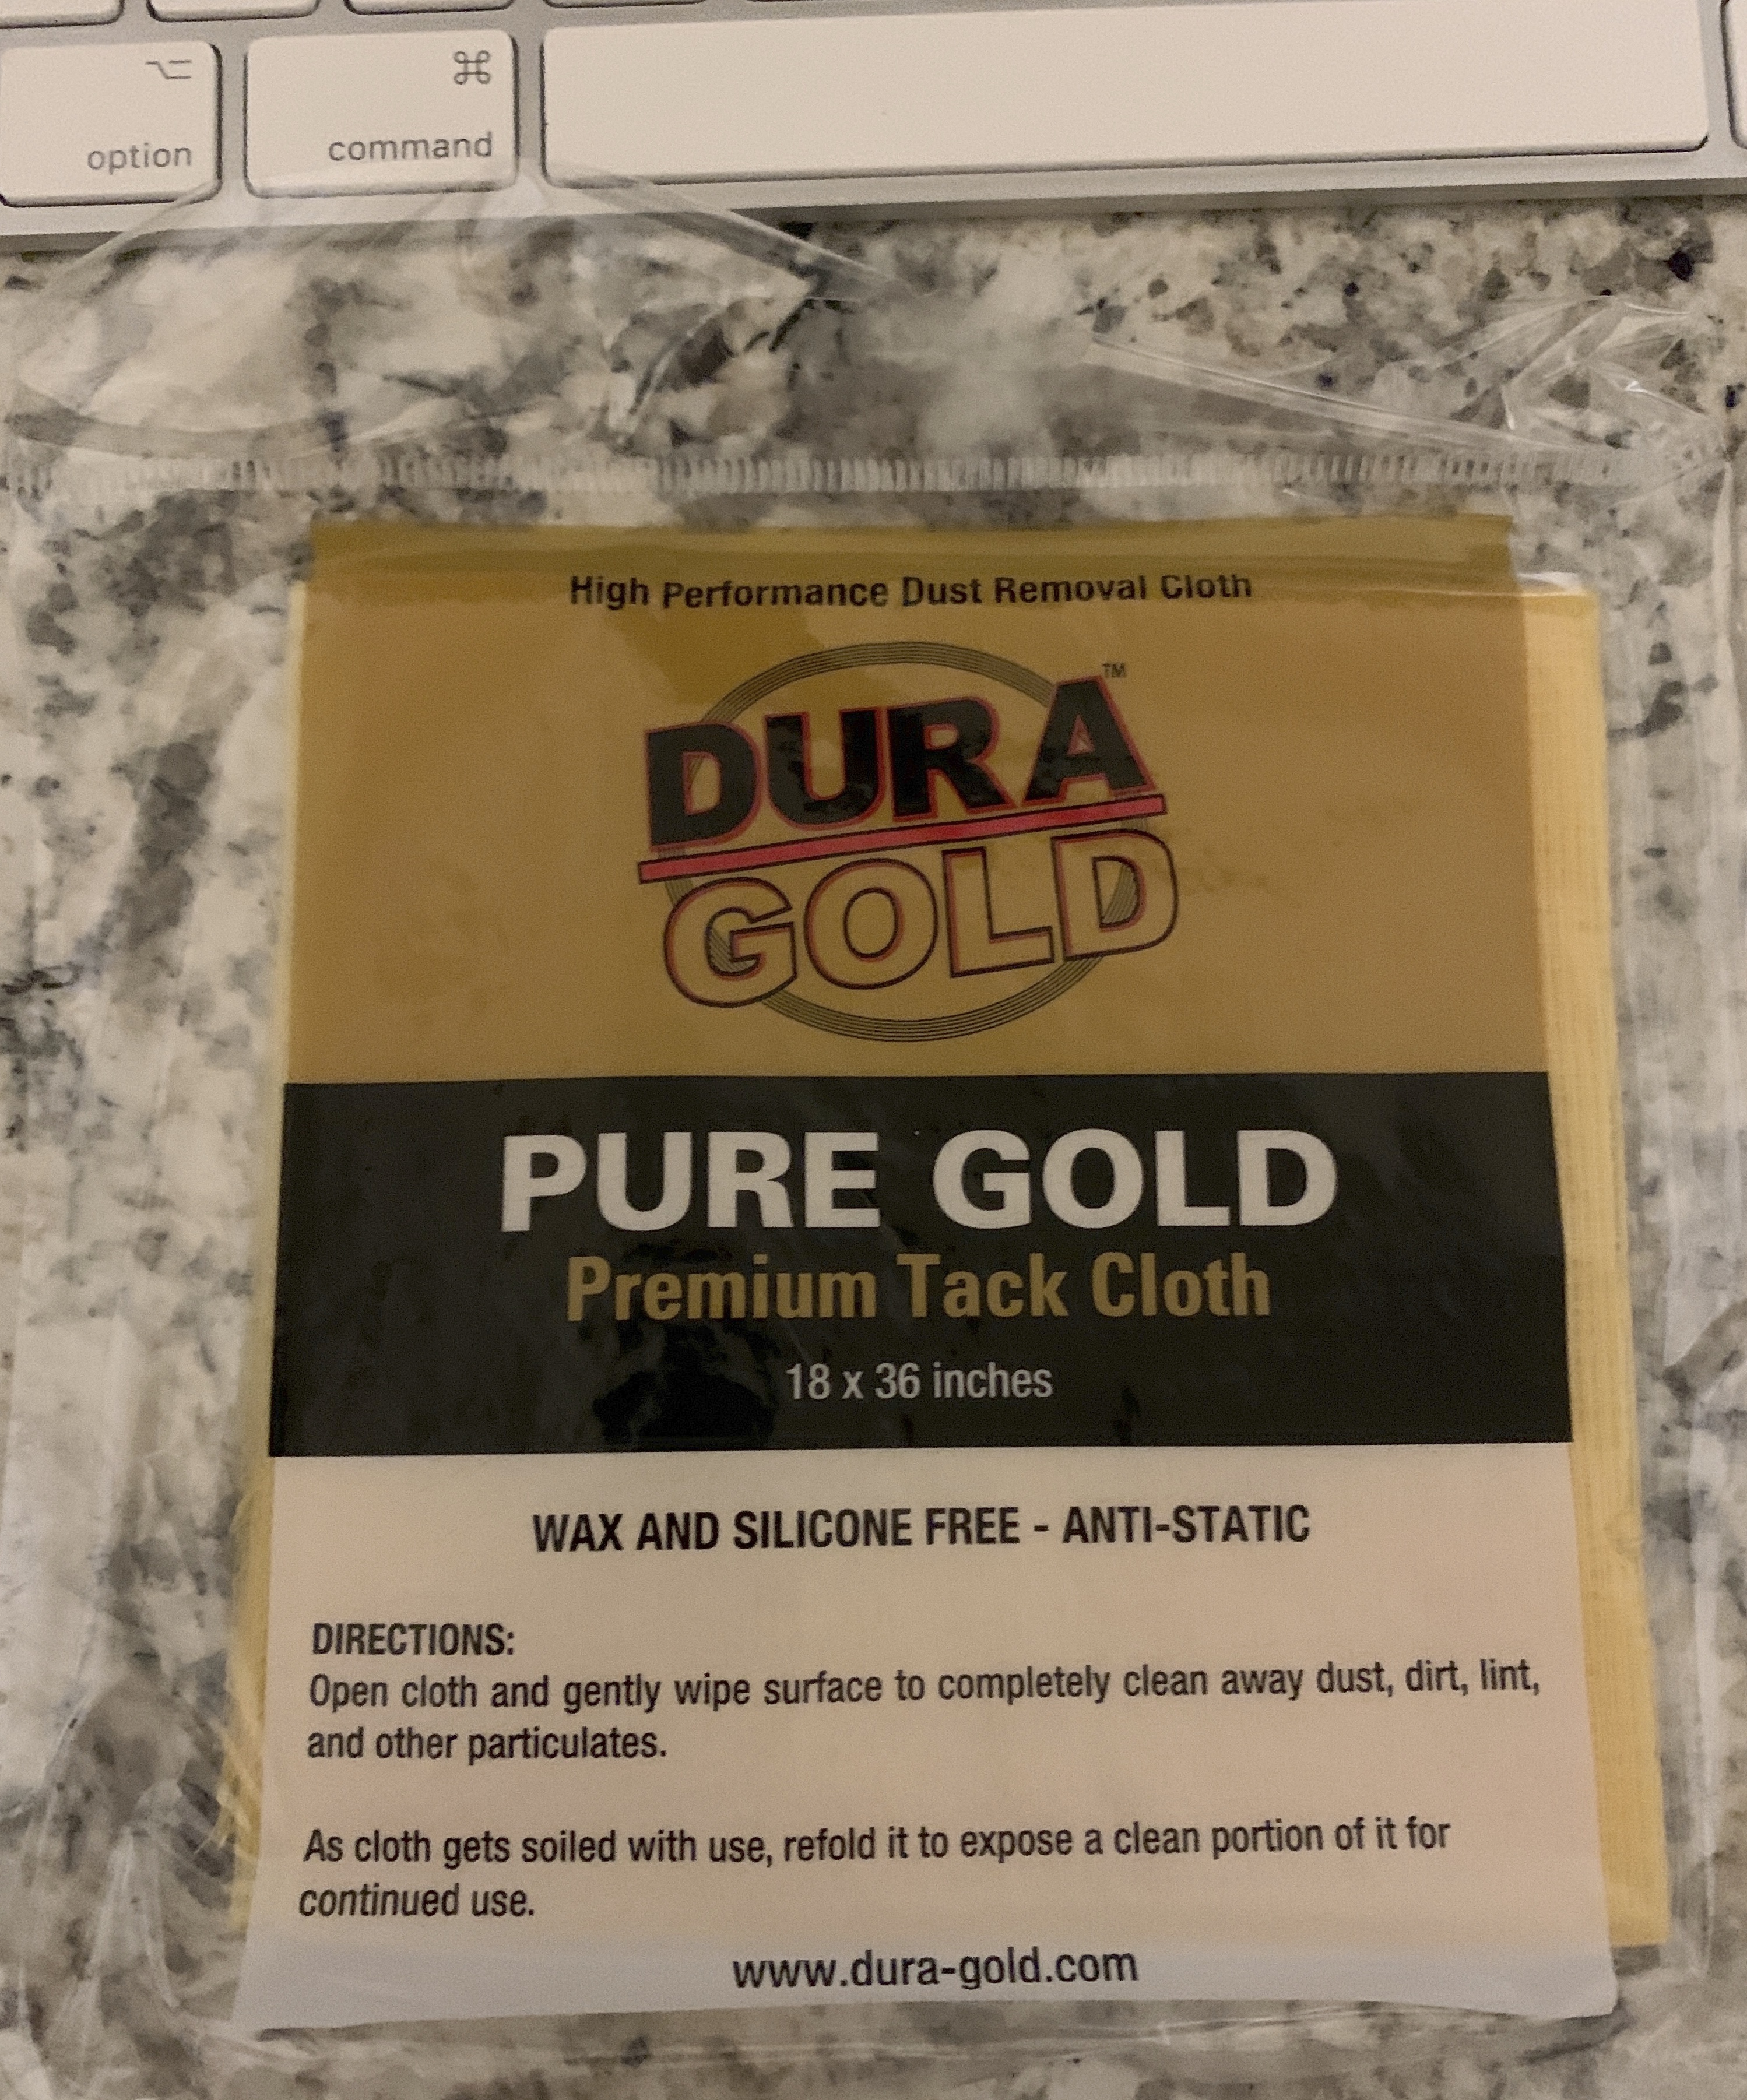 ⌥ ⌘
option command
High Performance Dust Removal Cloth
DURA™
GOLD
PURE GOLD
Premium Tack Cloth
18 x 36 inches
WAX AND SILICONE FREE - ANTI-STATIC
DIRECTIONS:
Open cloth and gently wipe surface to completely clean away dust, dirt, lint,
and other particulates.
As cloth gets soiled with use, refold it to expose a clean portion of it for
continued use.
www.dura-gold.com